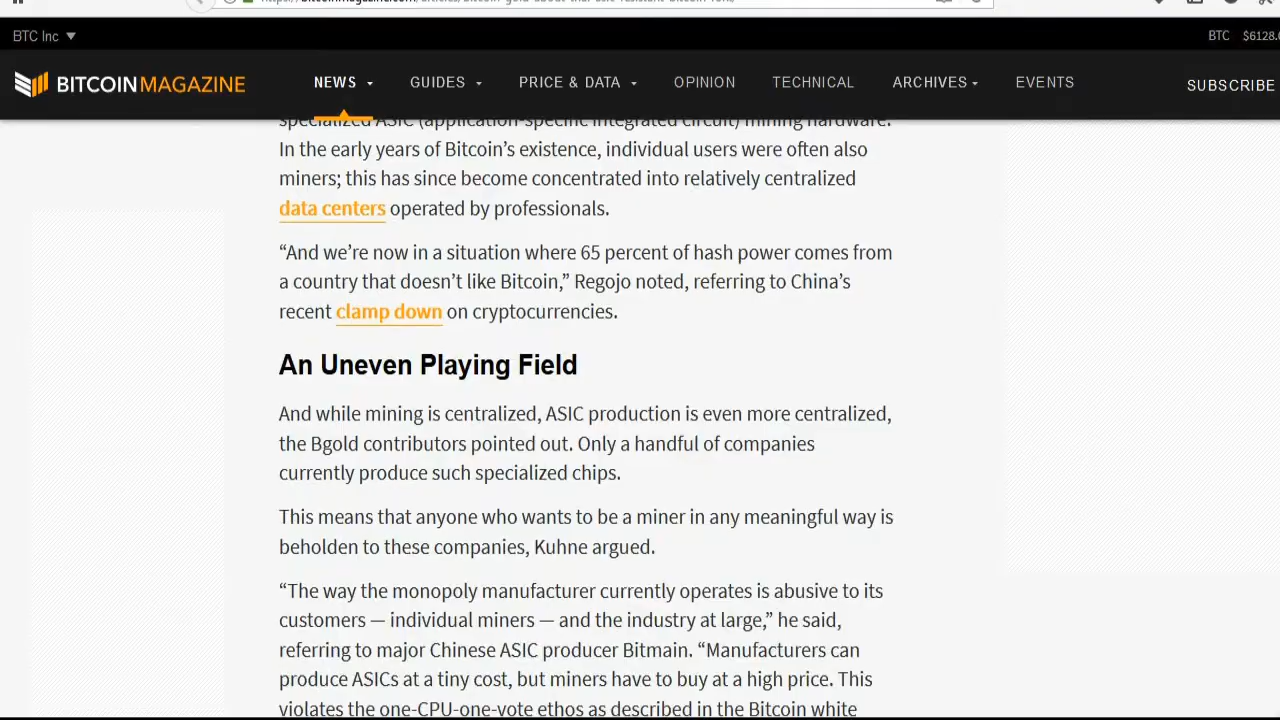 BTC Inc
BTC $6128.
BITCOINMAGAZINE
NEWS GUIDES PRICE & DATA OPINION TECHNICAL ARCHIVES EVENTS SUBSCRIBE
specialized ASIC (application-specific integrated circuit) mining hardware.
In the early years of Bitcoin’s existence, individual users were often also
miners; this has since become concentrated into relatively centralized
data centers operated by professionals.
“And we’re now in a situation where 65 percent of hash power comes from
a country that doesn’t like Bitcoin,” Regojo noted, referring to China’s
recent clamp down on cryptocurrencies.
An Uneven Playing Field
And while mining is centralized, ASIC production is even more centralized,
the Bgold contributors pointed out. Only a handful of companies
currently produce such specialized chips.
This means that anyone who wants to be a miner in any meaningful way is
beholden to these companies, Kuhne argued.
“The way the monopoly manufacturer currently operates is abusive to its
customers — individual miners — and the industry at large,” he said,
referring to major Chinese ASIC producer Bitmain. “Manufacturers can
produce ASICs at a tiny cost, but miners have to buy at a high price. This
violates the one-CPU-one-vote ethos as described in the Bitcoin white